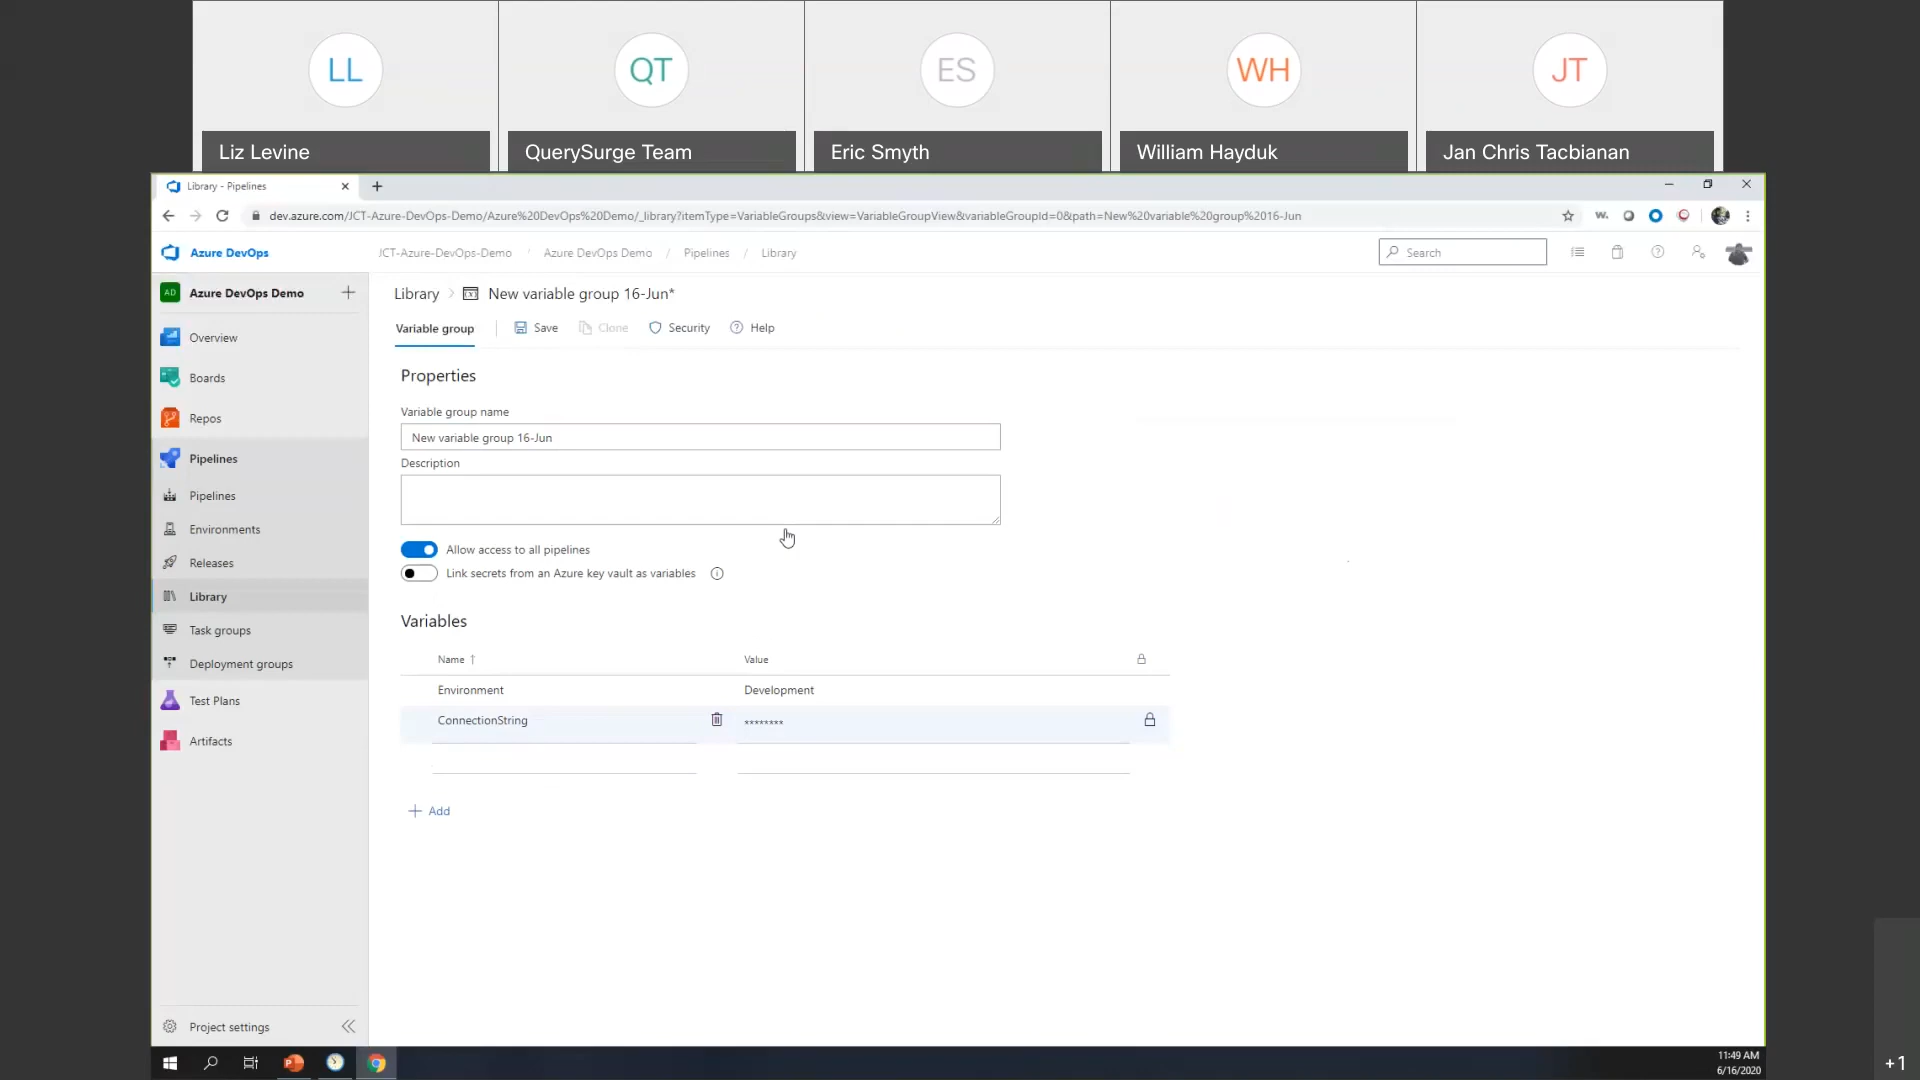 LL
QT
ES
WH
JT
Liz Levine
QuerySurge Team
Eric Smyth
William Hayduk
Jan Chris Tacbianan
Library - Pipelines
dev.azure.com/JCT-Azure-DevOps-Demo/Azure%20DevOps%20Demo/_library?itemType=VariableGroups&view=VariableGroupView&variableGroupId=0&path=New%20variable%20group%2016-Jun
W.
Azure DevOps
JCT-Azure-DevOps-Demo / Azure DevOps Demo / Pipelines / Library
Search
AD
Azure DevOps Demo
Overview
Boards
Repos
Pipelines
Pipelines
Environments
Releases
Library
Task groups
Deployment groups
Test Plans
Artifacts
Project settings
Library > New variable group 16-Jun*
Variable group
Save
Clone
Security
Help
Properties
Variable group name
New variable group 16-Jun
Description
Allow access to all pipelines
Link secrets from an Azure key vault as variables
Variables
Name ↑ Value
Environment Development
ConnectionString ********
+ Add
11:49 AM
6/16/2020
+1